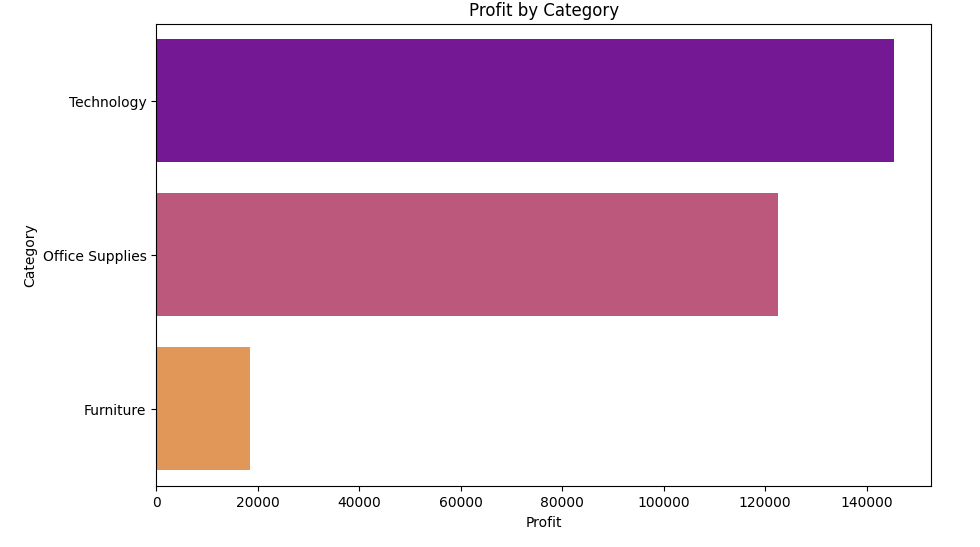 Profit by Category
Technology
Office Supplies
Furniture
Category
0 20000 40000 60000 80000 100000 120000 140000
Profit